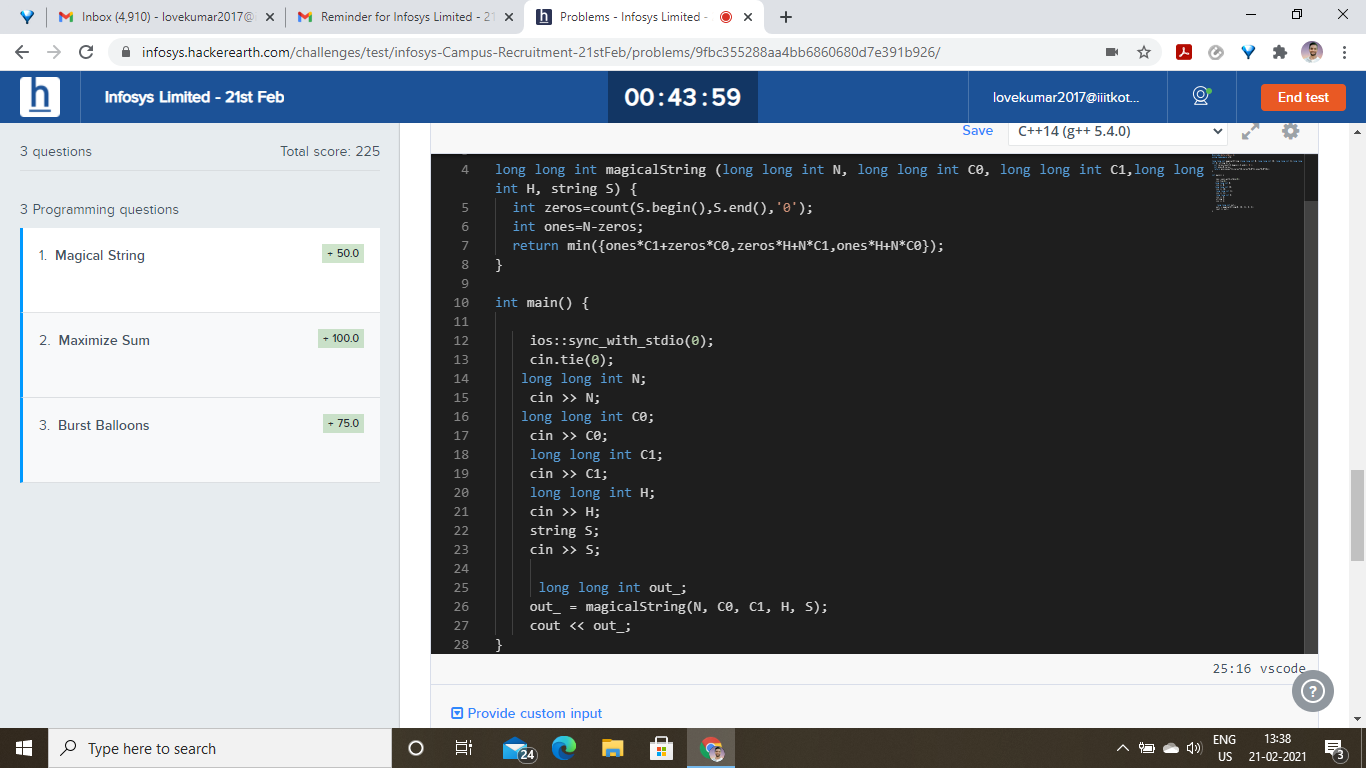 Inbox (4,910) - lovekumar2017@
Reminder for Infosys Limited - 21
Problems - Infosys Limited -
infosys.hackerearth.com/challenges/test/infosys-Campus-Recruitment-21stFeb/problems/9fbc355288aa4bb6860680d7e391b926/
h
Infosys Limited - 21st Feb
00:43:59
lovekumar2017@iiitkot...
End test
3 questions
Total score: 225
3 Programming questions
1. Magical String
+ 50.0
2. Maximize Sum
+ 100.0
3. Burst Balloons
+ 75.0
Save
C++14 (g++ 5.4.0)
4 long long int magicalString (long long int N, long long int C0, long long int C1,long long
int H, string S) {
5 int zeros=count(S.begin(),S.end(),'0');
6 int ones=N-zeros;
7 return min({ones*C1+zeros*C0,zeros*H+N*C1,ones*H+N*C0});
8 }
9
10 int main() {
11
12 ios::sync_with_stdio(0);
13 cin.tie(0);
14 long long int N;
15 cin >> N;
16 long long int C0;
17 cin >> C0;
18 long long int C1;
19 cin >> C1;
20 long long int H;
21 cin >> H;
22 string S;
23 cin >> S;
24
25 long long int out_;
26 out_ = magicalString(N, C0, C1, H, S);
27 cout << out_;
28 }
25:16 vscode
?
Provide custom input
Type here to search
24
ENG
US
13:38
21-02-2021
3